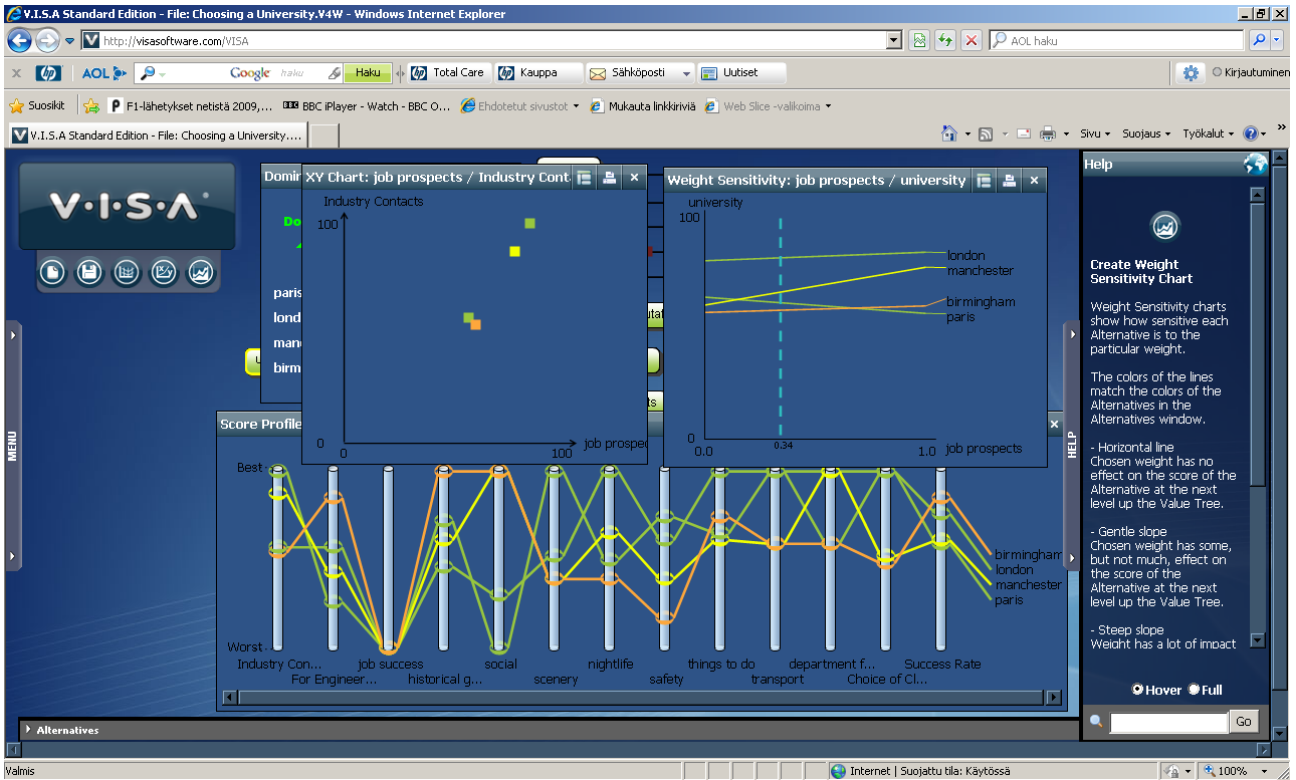 V.I.S.A Standard Edition - File: Choosing a University.V4W - Windows Internet Explorer
http://visasoftware.com/VISA
AOL haku
AOL
Google haku
Haku
Total Care
Kauppa
Sähköposti
Uutiset
Kirjautuminen
Suosikit
F1-lähetykset netistä 2009,...
BBC iPlayer - Watch - BBC O...
Ehdotetut sivustot
Mukauta linkkiriviä
Web Slice -valikoima
V.I.S.A Standard Edition - File: Choosing a University....
Sivu
Suojaus
Työkalut
»
V·I·S·A
MENU
Domin
Do
paris
lond
man
birm
XY Chart: job prospects / Industry Cont
Industry Contacts
100
0
0
100
job prospec
Weight Sensitivity: job prospects / university
university
100
london
manchester
birmingham
paris
0
0.0
0.34
1.0
job prospects
utat
ts
Score Profile
Best
Worst
birmingham
london
manchester
paris
Industry Con...
job success
social
nightlife
things to do
department f...
Success Rate
For Engineer...
historical g...
scenery
safety
transport
Choice of Cl...
HELP
Help
Create Weight
Sensitivity Chart
Weight Sensitivity charts
show how sensitive each
Alternative is to the
particular weight.
The colors of the lines
match the colors of the
Alternatives in the
Alternatives window.
- Horizontal line
Chosen weight has no
effect on the score of the
Alternative at the next
level up the Value Tree.
- Gentle slope
Chosen weight has some,
but not much, effect on
the score of the
Alternative at the next
level up the Value Tree.
- Steep slope
Weight has a lot of impact
Hover Full
Go
Alternatives
Valmis
Internet | Suojattu tila: Käytössä
100%